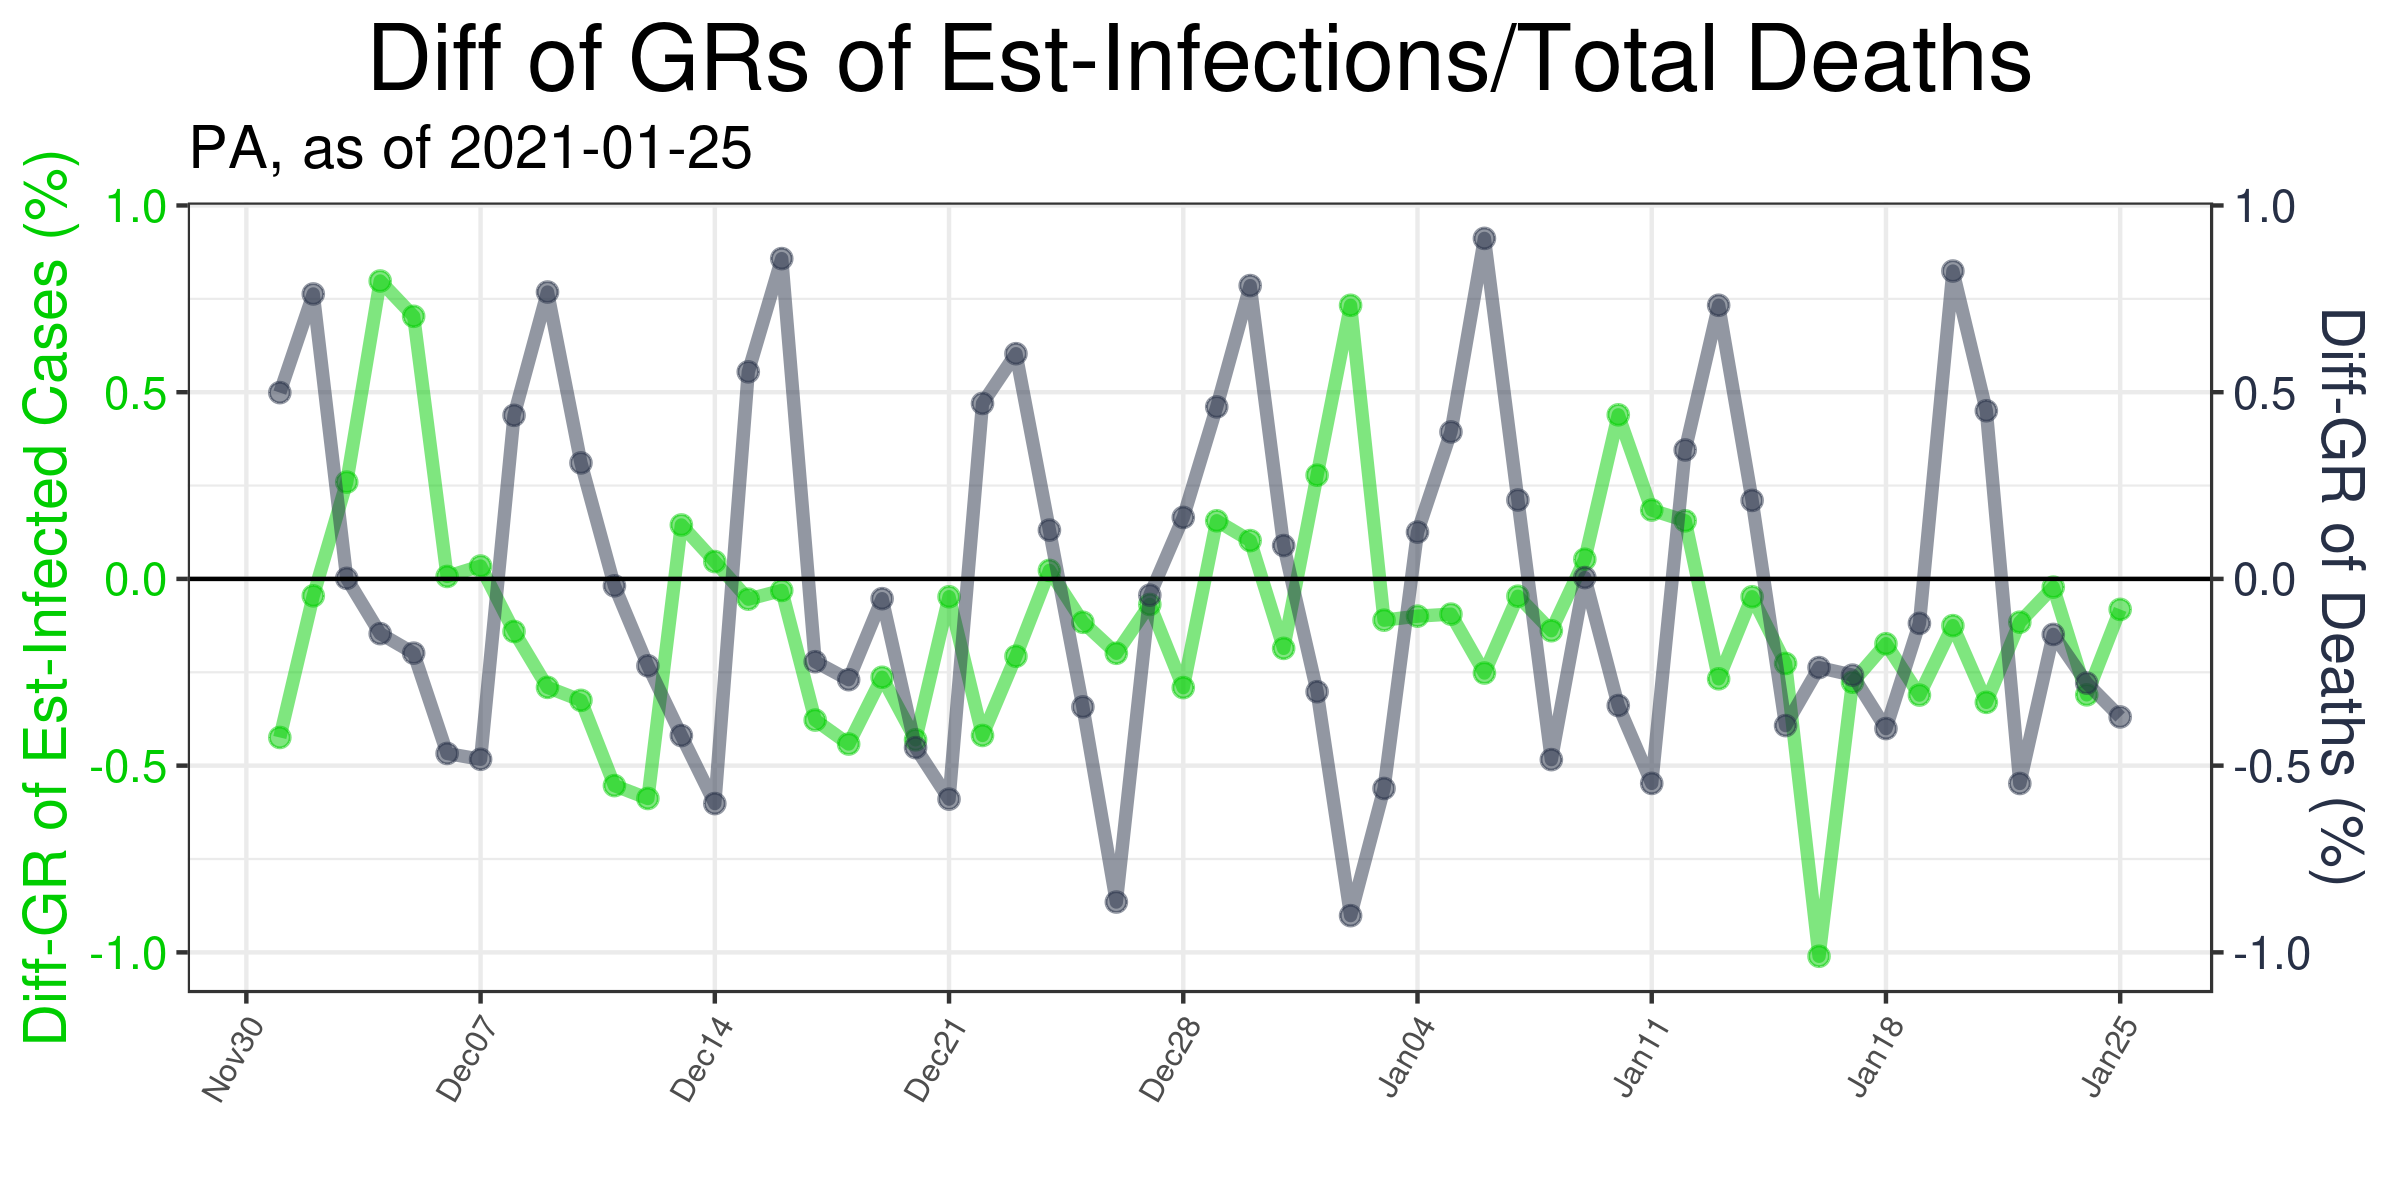 Diff of GRs of Est-Infections/Total Deaths
PA, as of 2021-01-25
Diff-GR of Est-Infected Cases (%)
1.0
0.5
0.0
-0.5
-1.0
1.0
0.5
0.0
-0.5
-1.0
Diff-GR of Deaths (%)
Nov30 Dec07 Dec14 Dec21 Dec28 Jan04 Jan11 Jan18 Jan25